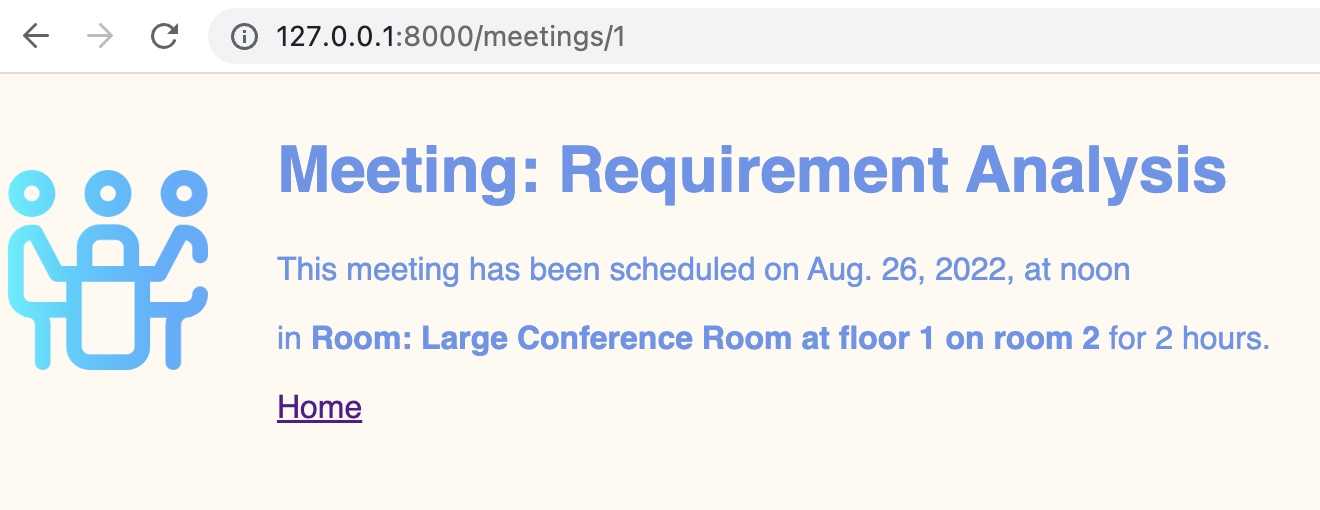 127.0.0.1:8000/meetings/1
Meeting: Requirement Analysis
This meeting has been scheduled on Aug. 26, 2022, at noon
in Room: Large Conference Room at floor 1 on room 2 for 2 hours.
Home